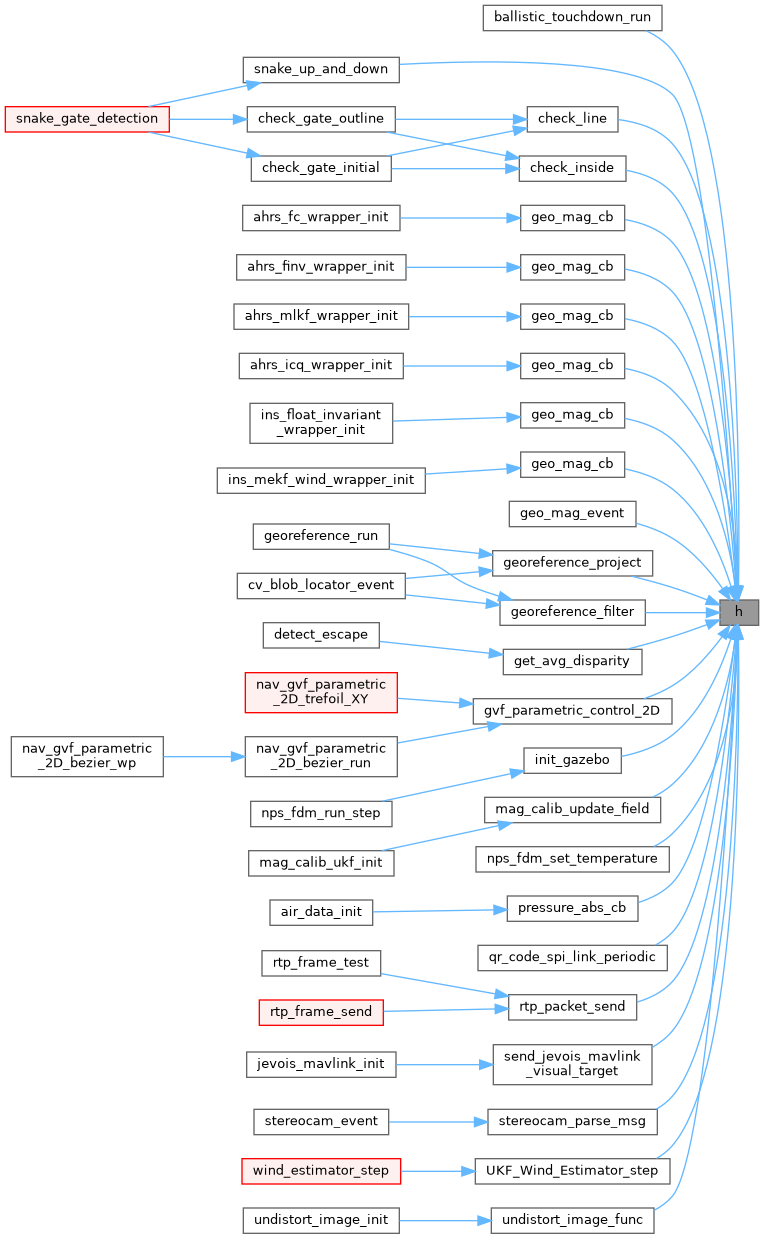 ballistic_touchdown_run
snake_up_and_down
snake_gate_detection
check_gate_outline
check_line
check_gate_initial
check_inside
ahrs_fc_wrapper_init
geo_mag_cb
ahrs_finv_wrapper_init
geo_mag_cb
ahrs_mlkf_wrapper_init
geo_mag_cb
ahrs_icq_wrapper_init
geo_mag_cb
ins_float_invariant
_wrapper_init
geo_mag_cb
ins_mekf_wind_wrapper_init
geo_mag_cb
geo_mag_event
georeference_run
georeference_project
cv_blob_locator_event
georeference_filter
h
detect_escape
get_avg_disparity
nav_gvf_parametric
_2D_trefoil_XY
gvf_parametric_control_2D
nav_gvf_parametric
_2D_bezier_wp
nav_gvf_parametric
_2D_bezier_run
init_gazebo
nps_fdm_run_step
mag_calib_update_field
mag_calib_ukf_init
nps_fdm_set_temperature
air_data_init
pressure_abs_cb
qr_code_spi_link_periodic
rtp_frame_test
rtp_packet_send
rtp_frame_send
jevois_mavlink_init
send_jevois_mavlink
_visual_target
stereocam_event
stereocam_parse_msg
wind_estimator_step
UKF_Wind_Estimator_step
undistort_image_init
undistort_image_func